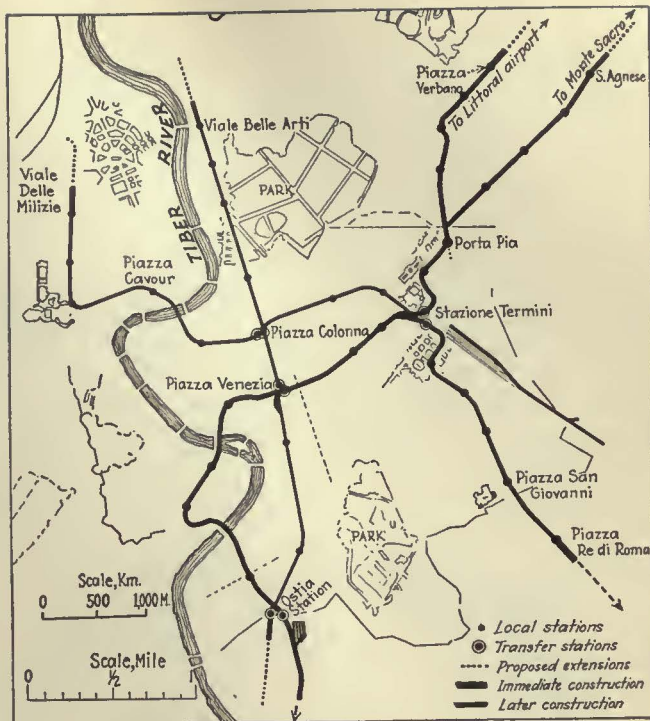 Piazza
Verbano
To Littoral airport
To Monte Sacro
S. Agnese
Viale Belle Arti
RIVER
TIBER
PARK
Viale
Delle
Milizie
Piazza
Cavour
Porta Pia
Stazione Termini
Piazza Colonna
Piazza Venezia
Piazza San
Giovanni
PARK
Piazza
Re di Roma
Ostia
Station
Scale, Km.
0 500 1,000 M.
Scale, Mile
0 ½
Local stations
Transfer stations
Proposed extensions
Immediate construction
Later construction